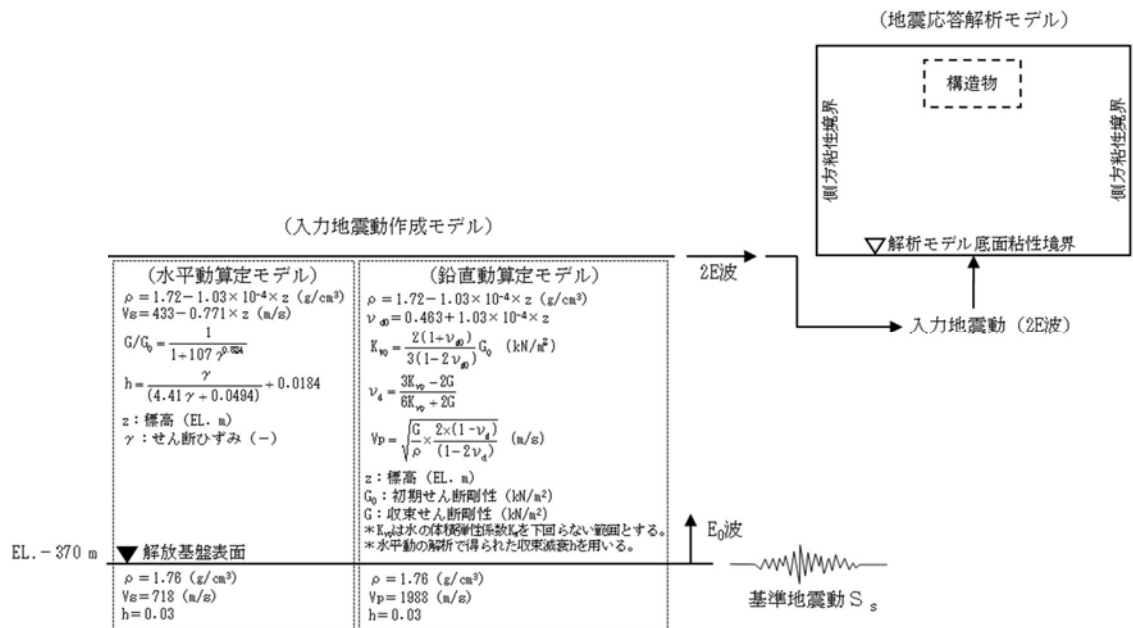 （地震応答解析モデル）
構造物
側方粘性境界
側方粘性境界
解析モデル底面粘性境界
（入力地震動作成モデル）
2E波
入力地震動（2E波）
（水平動算定モデル）
ρ＝1.72−1.03×10⁻⁴×z (g/cm³)
Vs＝433−0.771×z (m/s)
G/G₀＝1/(1+107γ^0.824)
h＝γ/(4.41γ+0.0494)+0.0184
z：標高（EL. m）
γ：せん断ひずみ（−）
（鉛直動算定モデル）
ρ＝1.72−1.03×10⁻⁴×z (g/cm³)
ν_d0＝0.463+1.03×10⁻⁴×z
K_v0＝2(1+ν_d0)/3(1−2ν_d0) G₀ (kN/m²)
ν_d＝(3K_v0−2G)/(6K_v0+2G)
Vp＝√(G/ρ×2×(1−ν_d)/(1−2ν_d)) (m/s)
z：標高（EL. m）
G₀：初期せん断剛性 (kN/m²)
G：収束せん断剛性 (kN/m²)
＊K_v0は水の体積弾性係数K_wを下回らない範囲とする。
＊水平動の解析で得られた収束減衰hを用いる。
E₀波
EL.−370 m
解放基盤表面
ρ＝1.76 (g/cm³)
Vs＝718 (m/s)
h＝0.03
ρ＝1.76 (g/cm³)
Vp＝1988 (m/s)
h＝0.03
基準地震動Ｓｓ